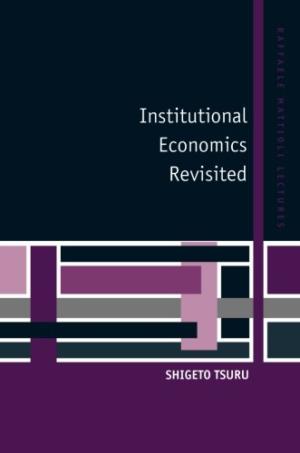 Institutional
Economics
Revisited
RAFFAELE MATTIOLI LECTURES
SHIGETO TSURU